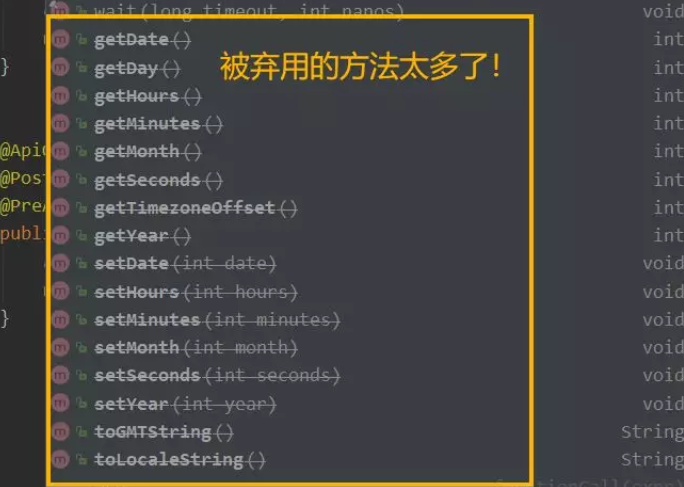 wait(long timeout, int nanos) void
getDate() int
被弃用的方法太多了！
getDay() int
}
getHours() int
getMinutes() int
@Api
getMonth() int
@Post
getSeconds() int
@PreA
getTimezoneOffset() int
publi
getYear() int
setDate(int date) void
setHours(int hours) void
}
setMinutes(int minutes) void
setMonth(int month) void
setSeconds(int seconds) void
setYear(int year) void
toGMTString() String
toLocaleString() String